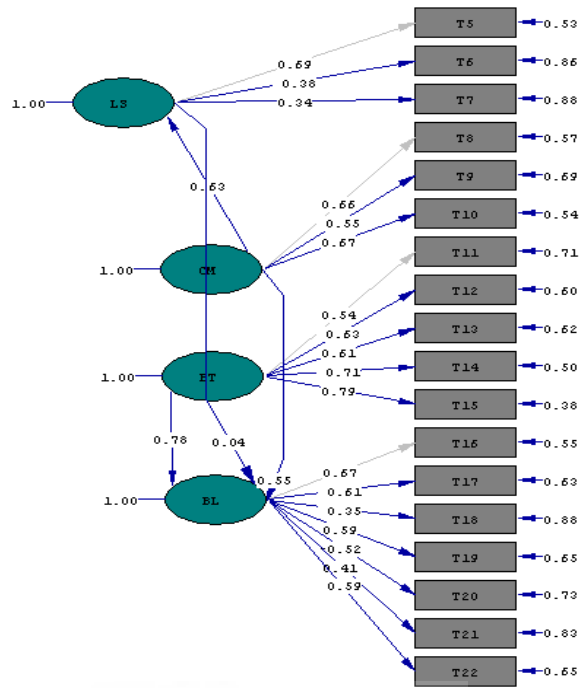 T5 0.53
0.69
T6 0.86
0.38
1.00 LS 0.34 T7 0.88
T8 0.57
T9 0.69
0.63
0.66
0.55 T10 0.54
0.67
T11 0.71
1.00 CM
T12 0.60
0.54
0.63 T13 0.62
0.61
T14 0.50
0.71
1.00 ET
0.79 T15 0.38
0.78 0.04 T16 0.55
0.67
0.55 T17 0.63
0.61
1.00 BL 0.35 T18 0.88
0.59
T19 0.65
-0.52
0.41
0.59 T20 0.73
T21 0.83
T22 0.65